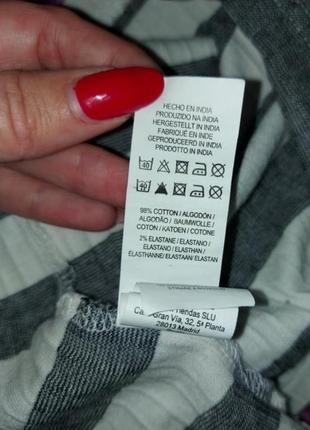 HECHO EN INDIA
PRODUZIDO NA ÍNDIA
HERGESTELLT IN INDIA
FABRIQUÉ EN INDE
GEPRODUCEERD IN INDIA
PRODOTTO IN INDIA
40
40
98% COTTON / ALGODÓN /
ALGODÃO / BAUMWOLLE /
COTON / KATOEN / COTONE
2% ELASTANE / ELASTANO /
ELASTANO / ELASTHAN /
ÉLASTHANNE / ELASTAAN / ELASTAN
Tiendas SLU
Gran Vía, 32, 5ª Planta
28013 Madrid